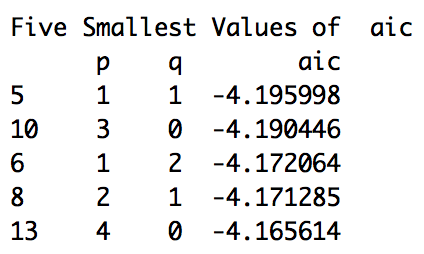 Five Smallest Values of  aic
      p    q        aic
5     1    1  -4.195998
10    3    0  -4.190446
6     1    2  -4.172064
8     2    1  -4.171285
13    4    0  -4.165614